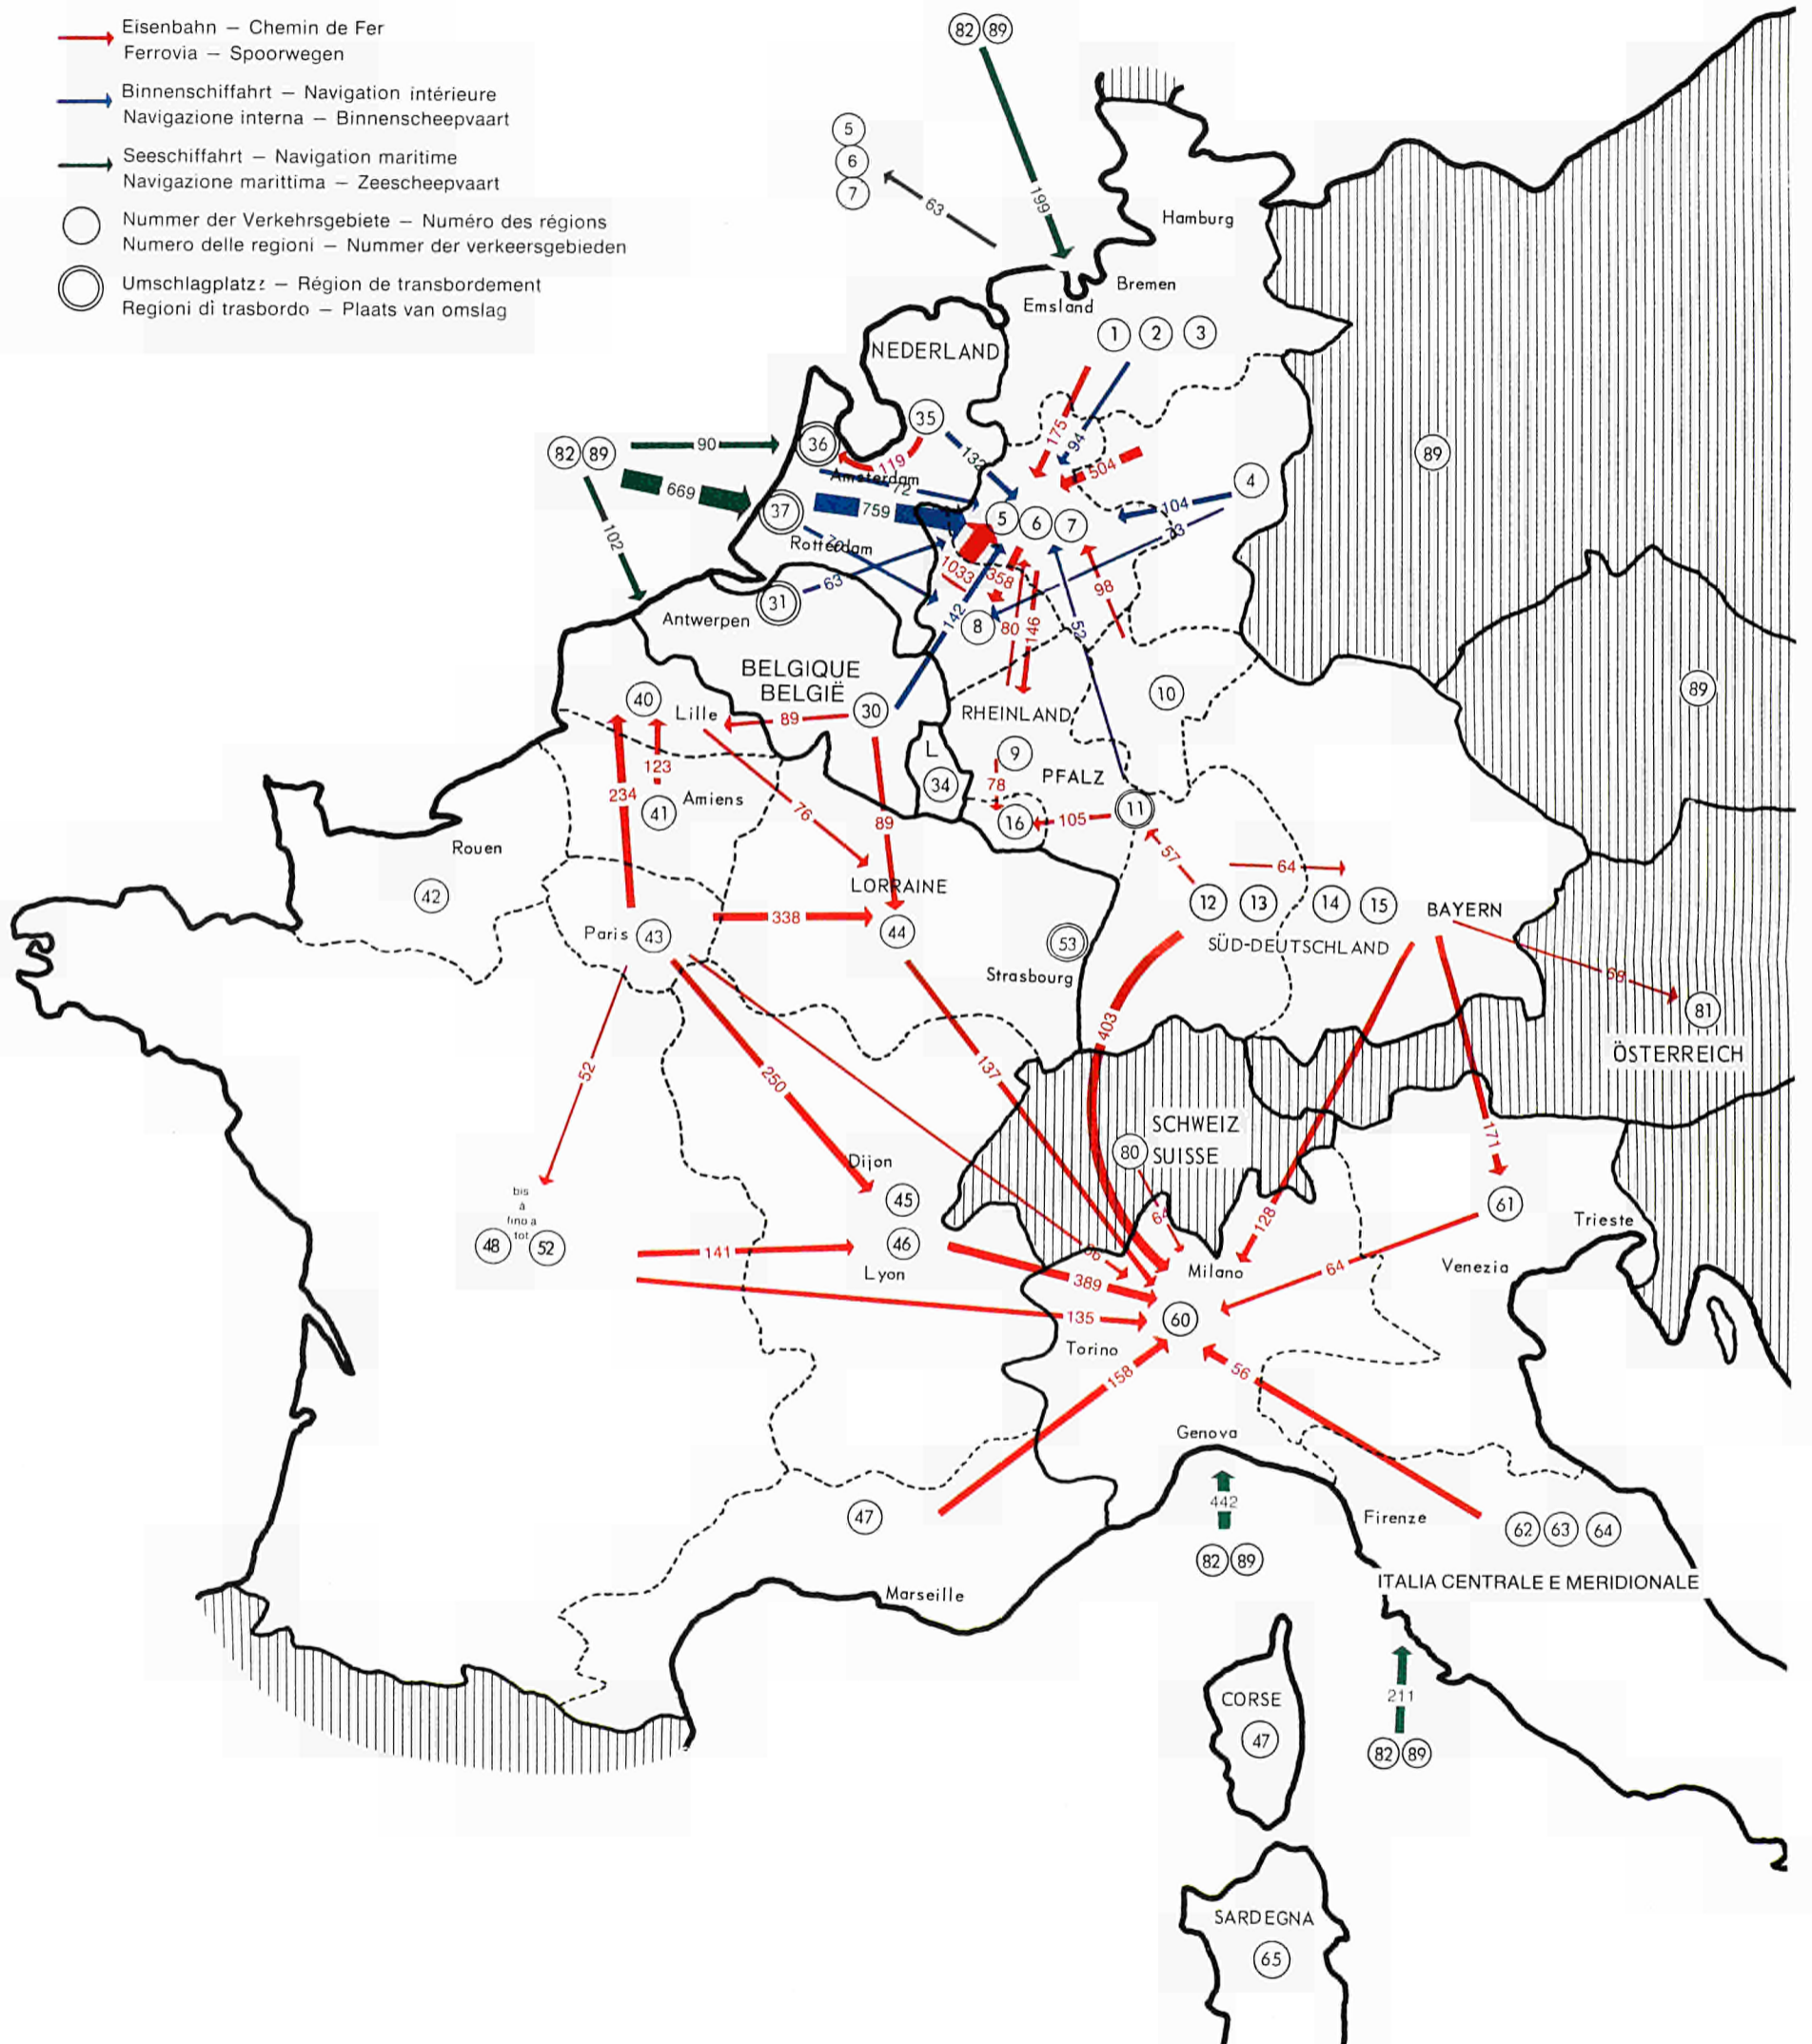 Eisenbahn — Chemin de Fer
Ferrovia — Spoorwegen
Binnenschiffahrt — Navigation intérieure
Navigazione interna — Binnenscheepvaart
Seeschiffahrt — Navigation maritime
Navigazione marittima — Zeescheepvaart
Nummer der Verkehrsgebiete — Numéro des régions
Numero delle regioni — Nummer der verkeersgebieden
Umschlagplatz: — Région de transbordement
Regioni di trasbordo — Plaats van omslag
82 89
5
6
7
63
199
Hamburg
Bremen
Emsland
1 2 3
NEDERLAND
35
36
82 89
90
119
132
175
94
504
89
4
Amsterdam
72
669
37
759
5 6 7
104
73
102
Rotterdam
70
1033
358
98
31
63
142
8
80
146
52
Antwerpen
BELGIQUE
BELGIË
10
89
40
Lille
89
30
RHEINLAND
L
34
9
78
PFALZ
123
234
41
Amiens
76
89
16
105
11
Rouen
42
57
64
LORRAINE
12 13 14 15
BAYERN
Paris 43
338
44
53
Strasbourg
SÜD-DEUTSCHLAND
68
81
ÖSTERREICH
403
52
250
137
SCHWEIZ
SUISSE
80
171
Dijon
45
bis
à
fino a
tot
48 52
46
Lyon
141
64
128
61
Trieste
Venezia
64
Milano
389
135
60
Torino
158
56
Genova
442
82 89
47
Firenze
62 63 64
ITALIA CENTRALE E MERIDIONALE
Marseille
CORSE
47
211
82 89
SARDEGNA
65